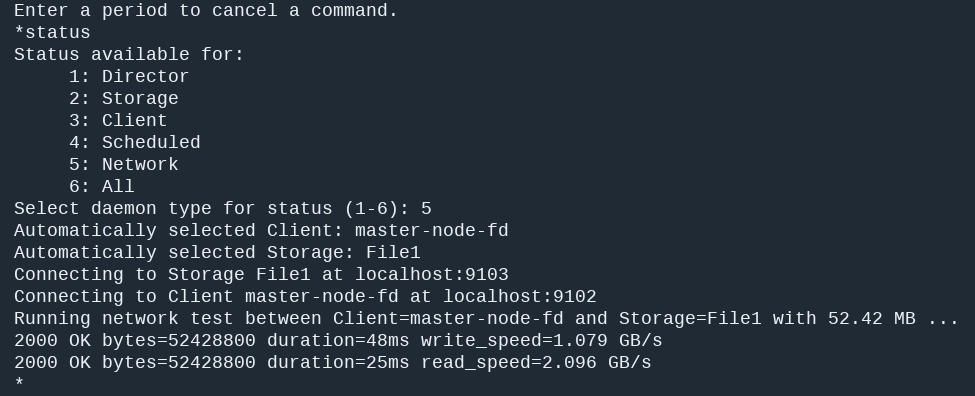 Enter a period to cancel a command.
*status
Status available for:
     1: Director
     2: Storage
     3: Client
     4: Scheduled
     5: Network
     6: All
Select daemon type for status (1-6): 5
Automatically selected Client: master-node-fd
Automatically selected Storage: File1
Connecting to Storage File1 at localhost:9103
Connecting to Client master-node-fd at localhost:9102
Running network test between Client=master-node-fd and Storage=File1 with 52.42 MB ...
2000 OK bytes=52428800 duration=48ms write_speed=1.079 GB/s
2000 OK bytes=52428800 duration=25ms read_speed=2.096 GB/s
*